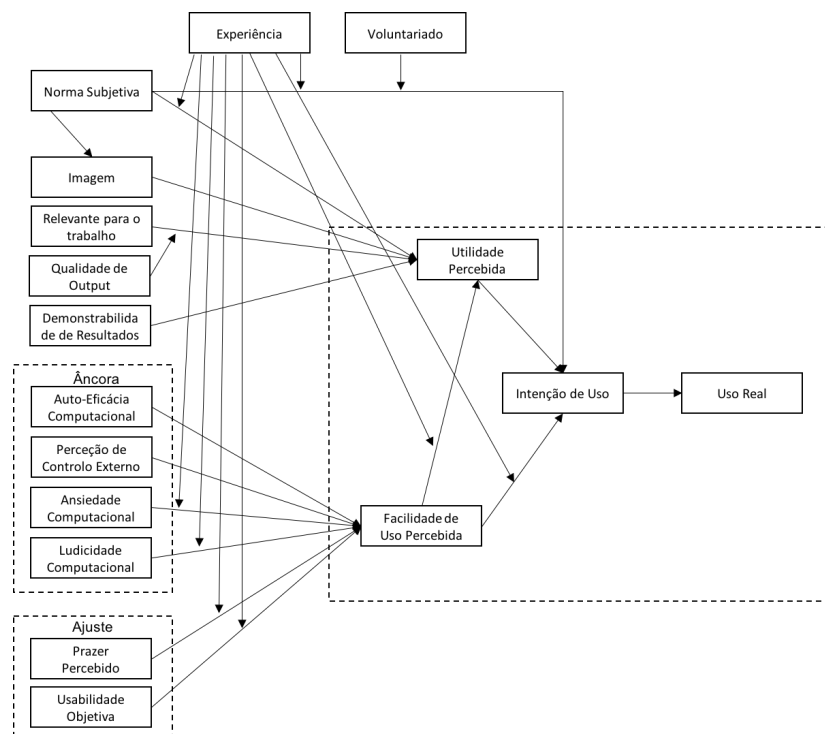 Experiência
Voluntariado
Norma Subjetiva
Imagem
Relevante para o
trabalho
Utilidade
Percebida
Qualidade de
Output
Demonstrabilida
de de Resultados
Âncora
Auto-Eficácia
Computacional
Intenção de Uso
Uso Real
Perceção de
Controlo Externo
Ansiedade
Computacional
Facilidade de
Uso Percebida
Ludicidade
Computacional
Ajuste
Prazer
Percebido
Usabilidade
Objetiva